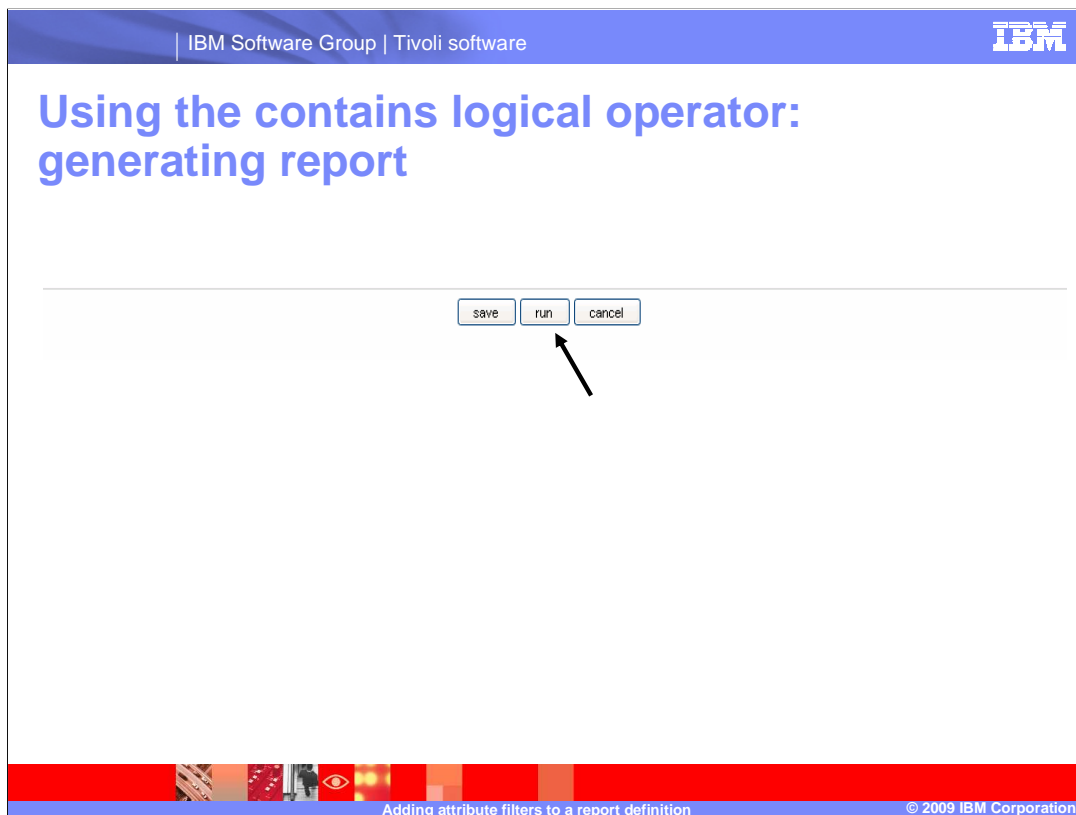 IBM Software Group | Tivoli software
IBM
Using the contains logical operator:
generating report
save run cancel
Adding attribute filters to a report definition
© 2009 IBM Corporation